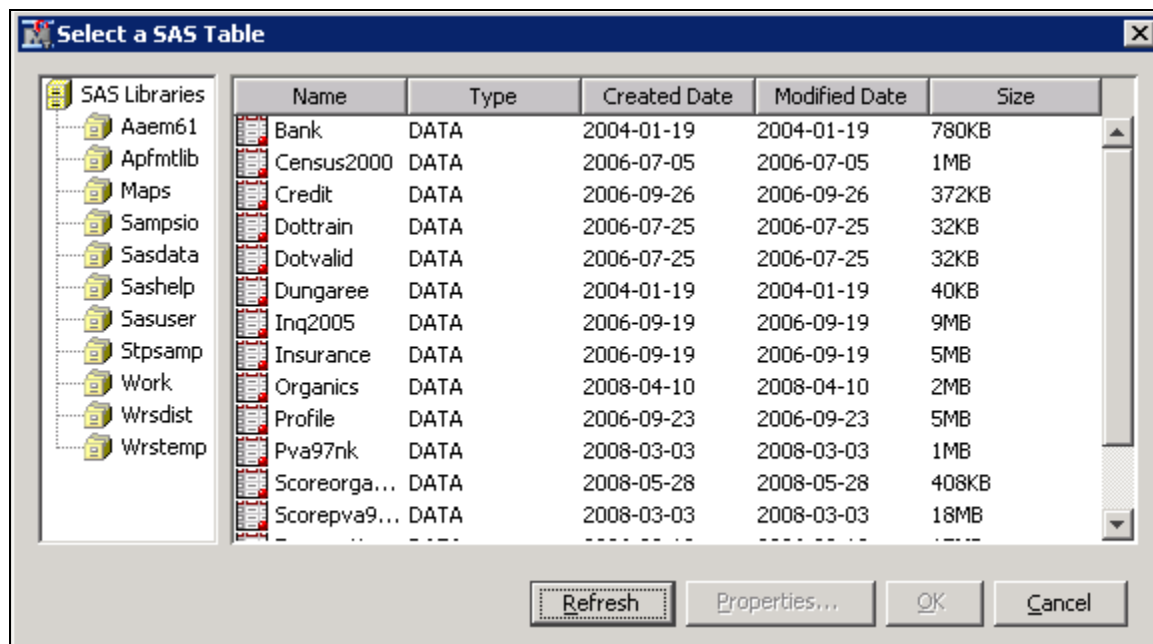 Select a SAS Table
SAS Libraries
Aaem61
Apfmtlib
Maps
Sampsio
Sasdata
Sashelp
Sasuser
Stpsamp
Work
Wrsdist
Wrstemp
Name Type Created Date Modified Date Size
Bank DATA 2004-01-19 2004-01-19 780KB
Census2000 DATA 2006-07-05 2006-07-05 1MB
Credit DATA 2006-09-26 2006-09-26 372KB
Dottrain DATA 2006-07-25 2006-07-25 32KB
Dotvalid DATA 2006-07-25 2006-07-25 32KB
Dungaree DATA 2004-01-19 2004-01-19 40KB
Inq2005 DATA 2006-09-19 2006-09-19 9MB
Insurance DATA 2006-09-19 2006-09-19 5MB
Organics DATA 2008-04-10 2008-04-10 2MB
Profile DATA 2006-09-23 2006-09-23 5MB
Pva97nk DATA 2008-03-03 2008-03-03 1MB
Scoreorga... DATA 2008-05-28 2008-05-28 408KB
Scorepva9... DATA 2008-03-03 2008-03-03 18MB
Refresh Properties... OK Cancel